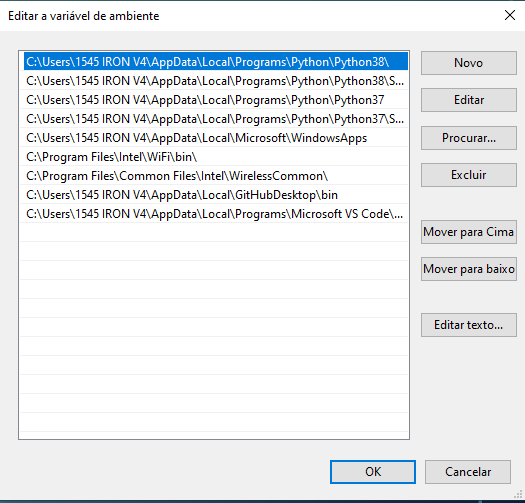 Editar a variável de ambiente
C:\Users\1545 IRON V4\AppData\Local\Programs\Python\Python38\
C:\Users\1545 IRON V4\AppData\Local\Programs\Python\Python38\S...
C:\Users\1545 IRON V4\AppData\Local\Programs\Python\Python37
C:\Users\1545 IRON V4\AppData\Local\Programs\Python\Python37\S...
C:\Users\1545 IRON V4\AppData\Local\Microsoft\WindowsApps
C:\Program Files\Intel\WiFi\bin\
C:\Program Files\Common Files\Intel\WirelessCommon\
C:\Users\1545 IRON V4\AppData\Local\GitHubDesktop\bin
C:\Users\1545 IRON V4\AppData\Local\Programs\Microsoft VS Code\...
Novo
Editar
Procurar...
Excluir
Mover para Cima
Mover para baixo
Editar texto...
OK
Cancelar